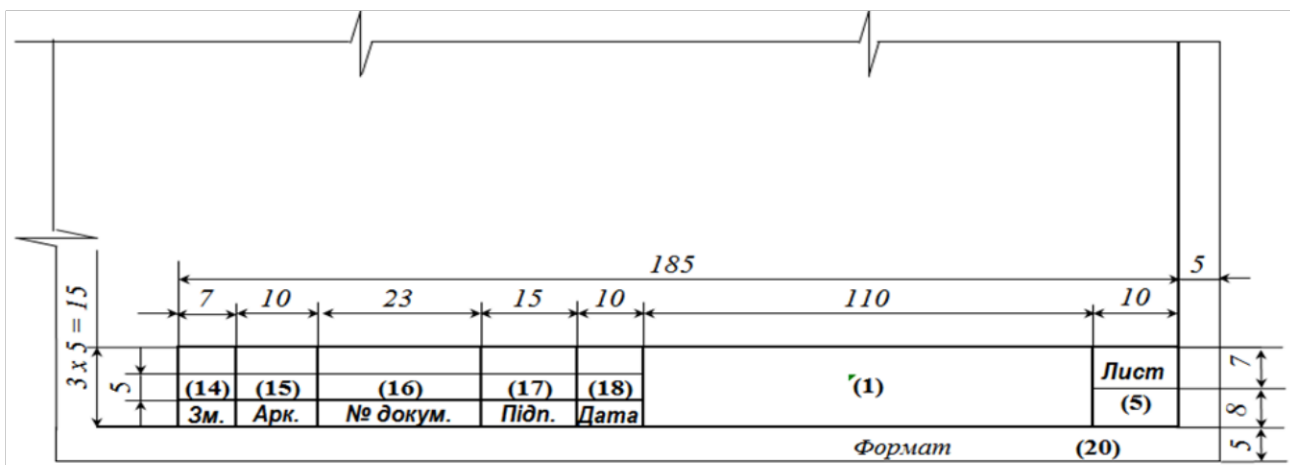 185
5
7 10 23 15 10 110 10
3 x 5 = 15
5
(14) (15) (16) (17) (18)
Зм. Арк. № докум. Підп. Дата
(1)
Лист
(5)
7
8
5
Формат (20)